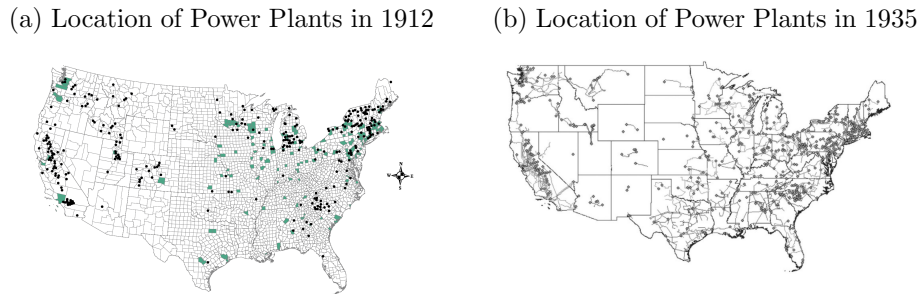 (a) Location of Power Plants in 1912
(b) Location of Power Plants in 1935
N
W E
S